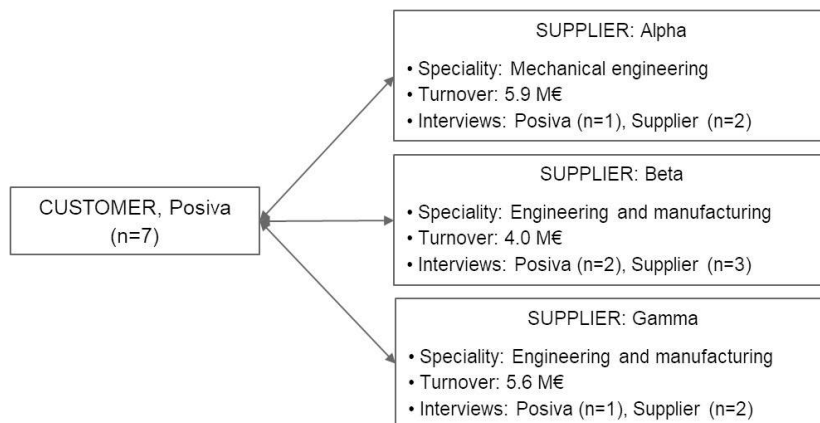 SUPPLIER: Alpha
• Speciality: Mechanical engineering
• Turnover: 5.9 M€
• Interviews: Posiva (n=1), Supplier (n=2)
CUSTOMER, Posiva
(n=7)
SUPPLIER: Beta
• Speciality: Engineering and manufacturing
• Turnover: 4.0 M€
• Interviews: Posiva (n=2), Supplier (n=3)
SUPPLIER: Gamma
• Speciality: Engineering and manufacturing
• Turnover: 5.6 M€
• Interviews: Posiva (n=1), Supplier (n=2)